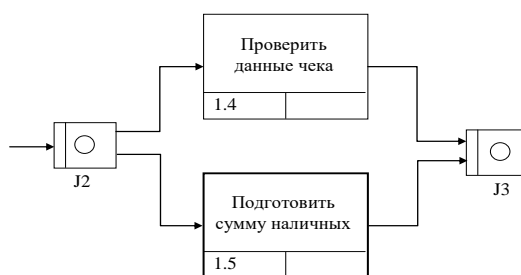 Проверить
данные чека
1.4
J2
J3
Подготовить
сумму наличных
1.5